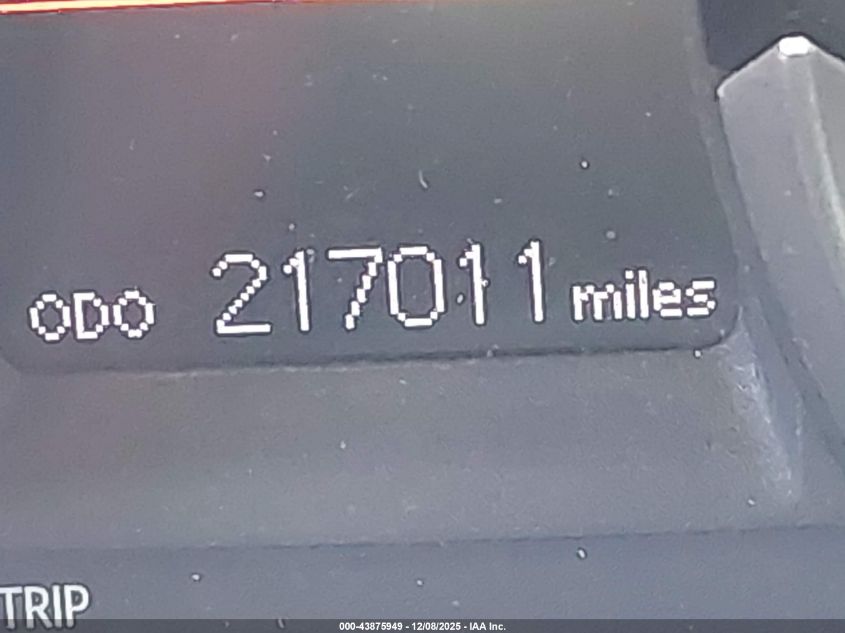 ODO 217011 miles
TRIP
000-43875949 - 12/08/2025 - IAA Inc.